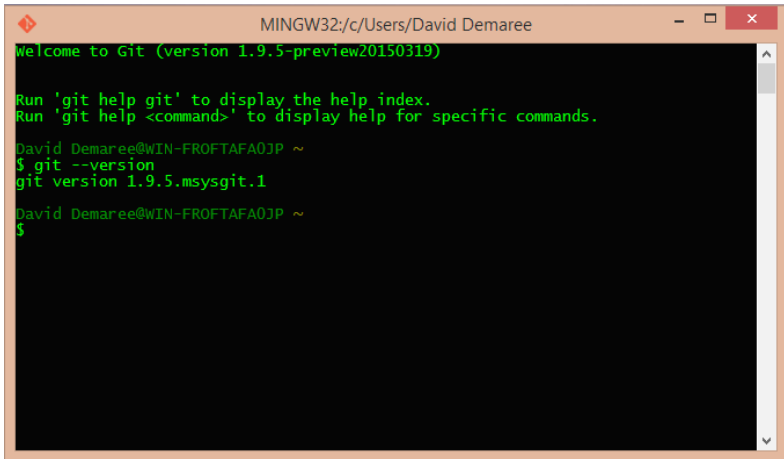 MINGW32:/c/Users/David Demaree
Welcome to Git (version 1.9.5-preview20150319)
Run 'git help git' to display the help index.
Run 'git help <command>' to display help for specific commands.
David Demaree@WIN-FROFTAFA0JP ~
$ git --version
git version 1.9.5.msysgit.1
David Demaree@WIN-FROFTAFA0JP ~
$